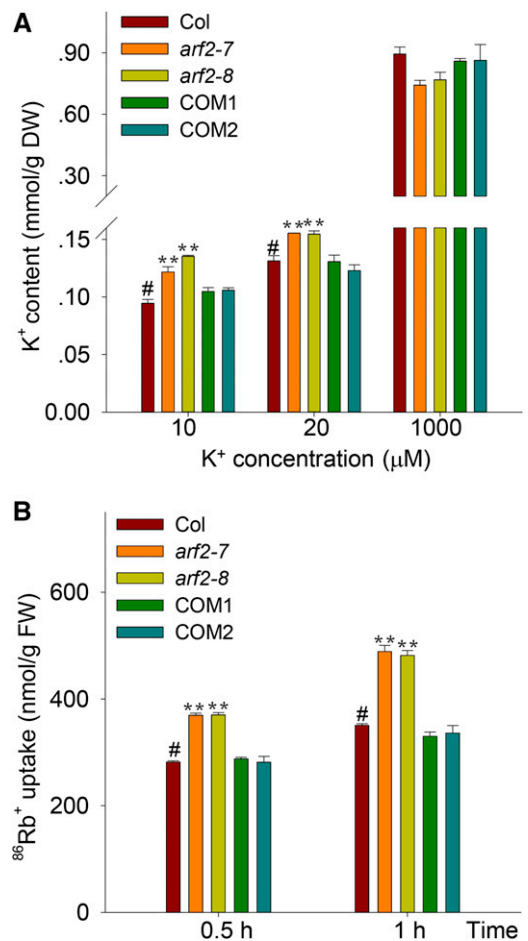 A
Col
arf2-7
arf2-8
COM1
COM2
K+ content (mmol/g DW)
.90
.60
.30
.15
.10
.05
0.00
#
**
**
#
** **
10
20
1000
K+ concentration (µM)
B
Col
arf2-7
arf2-8
COM1
COM2
86Rb+ uptake (nmol/g FW)
600
400
200
0
#
** **
#
** **
0.5 h
1 h
Time